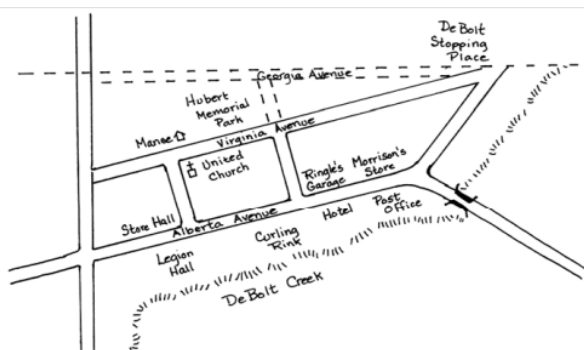 DeBolt
Stopping
Place
Georgia Avenue
Hubert
Memorial
Park
Manse
Virginia Avenue
United
Church
Ringle's
Garage
Morrison's
Store
Store Hall
Alberta Avenue
Hotel
Post
Office
Curling
Rink
Legion
Hall
DeBolt Creek